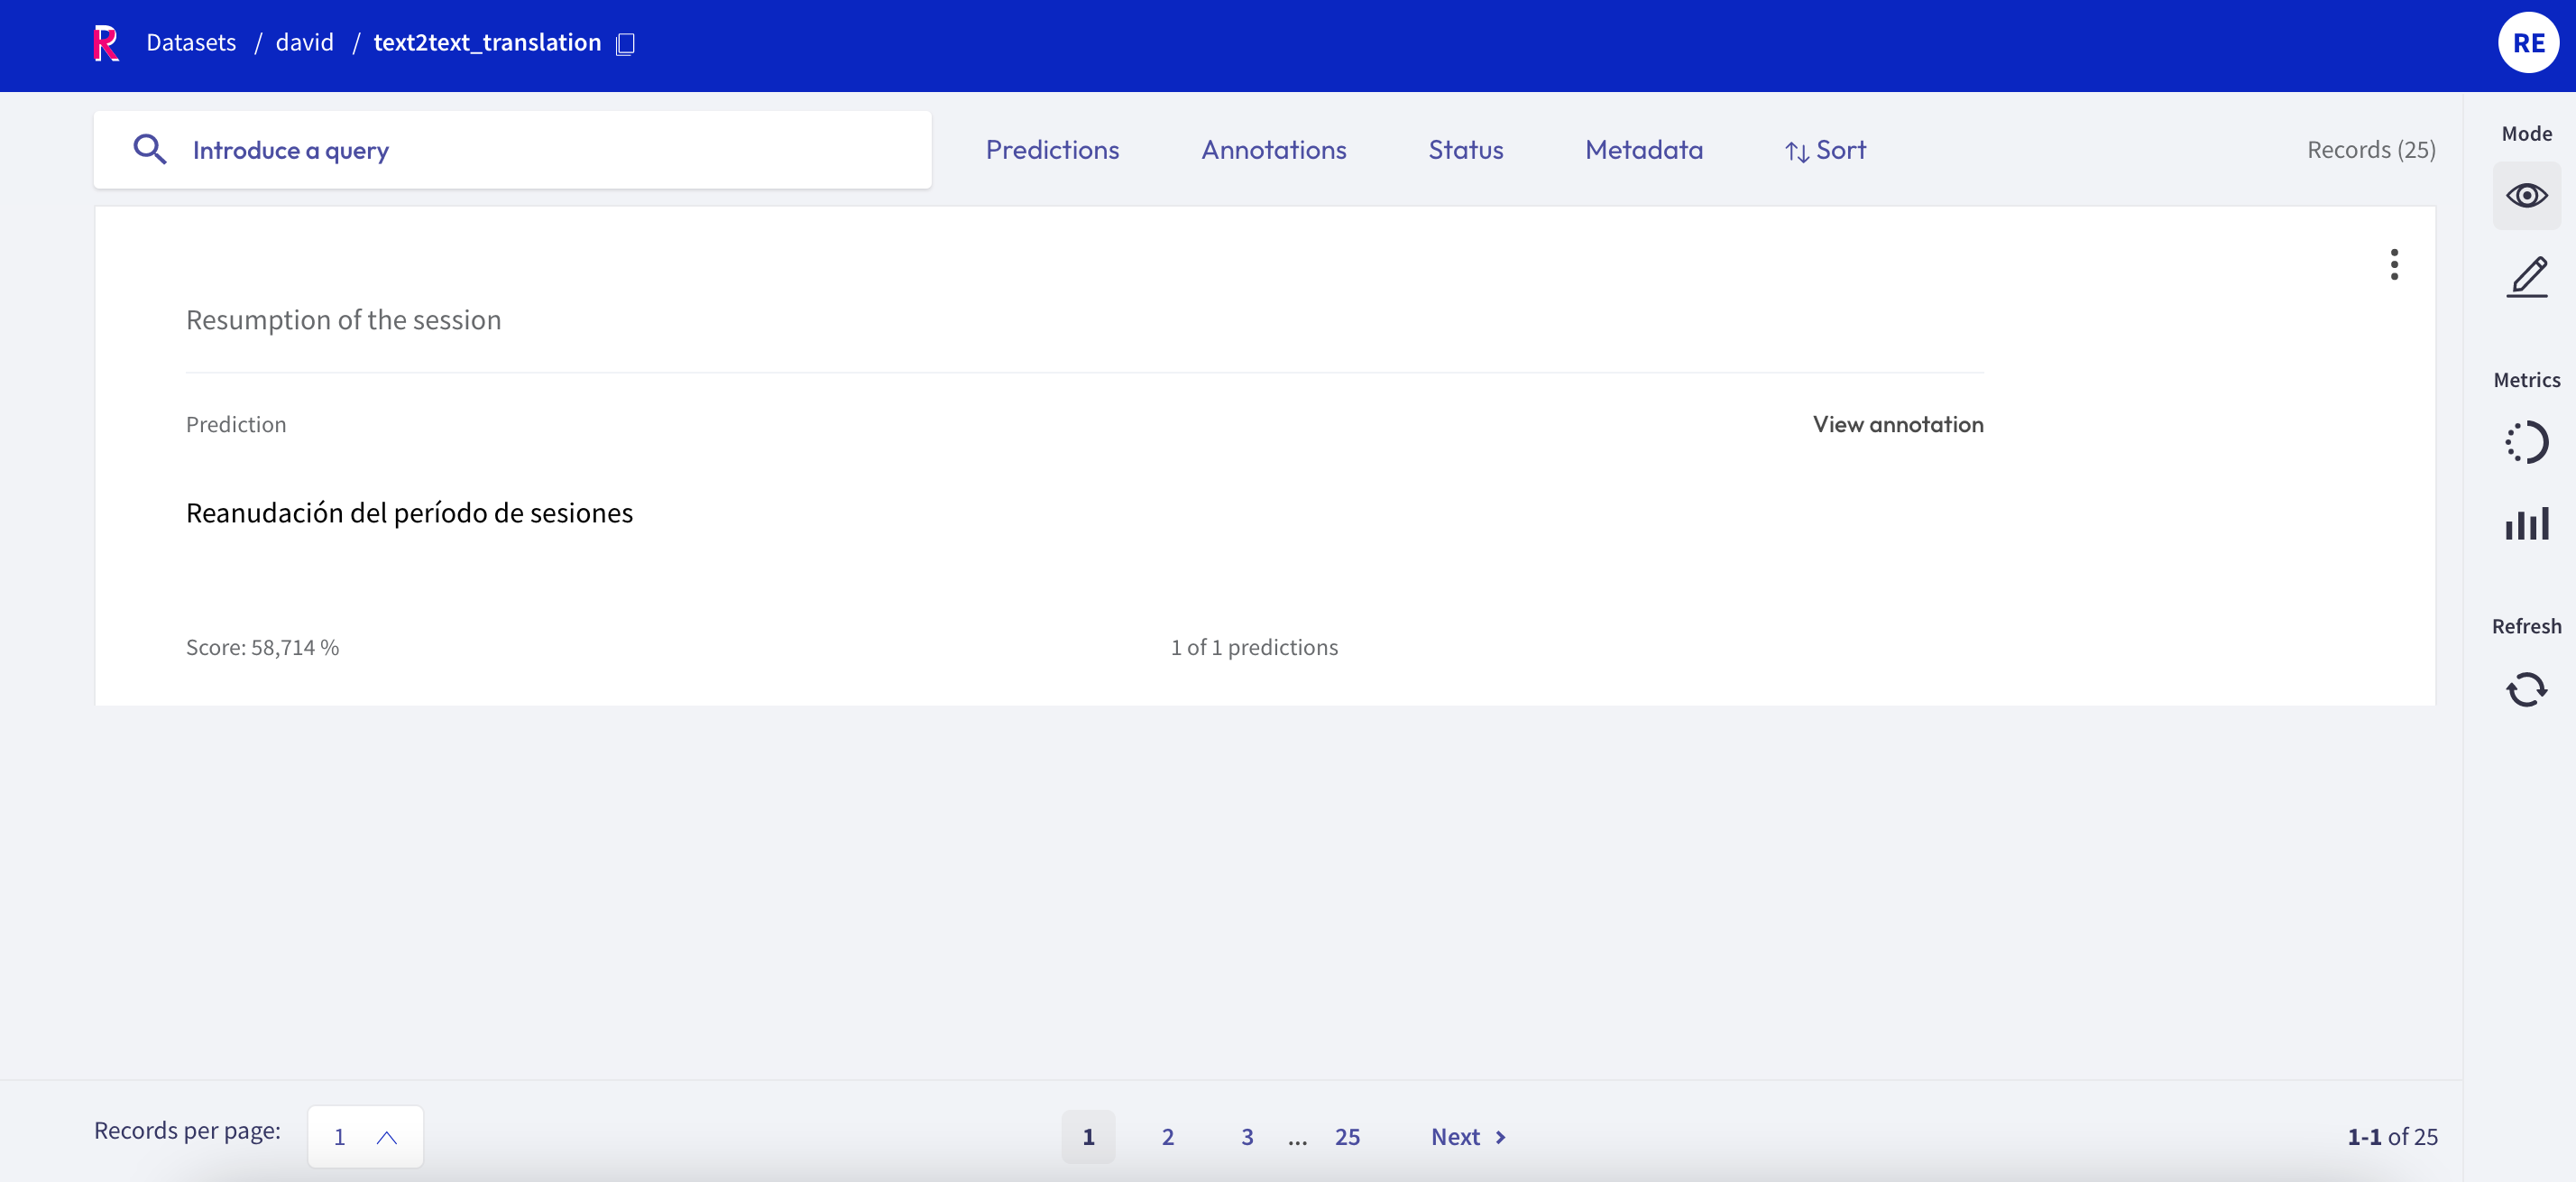 R Datasets / david / text2text_translation RE
Introduce a query Predictions Annotations Status Metadata Sort Records (25) Mode
Resumption of the session
Metrics
Prediction View annotation
Reanudación del período de sesiones
Refresh
Score: 58,714 % 1 of 1 predictions
Records per page: 1 1 2 3 ... 25 Next 1-1 of 25